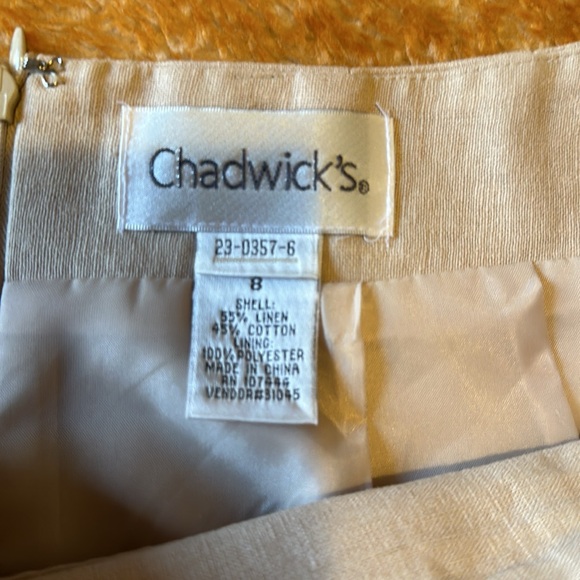 Chadwick's®
23-0357-6
8
SHELL:
55% LINEN
45% COTTON
LINING:
100% POLYESTER
MADE IN CHINA
RN 107444
VENDOR#31045